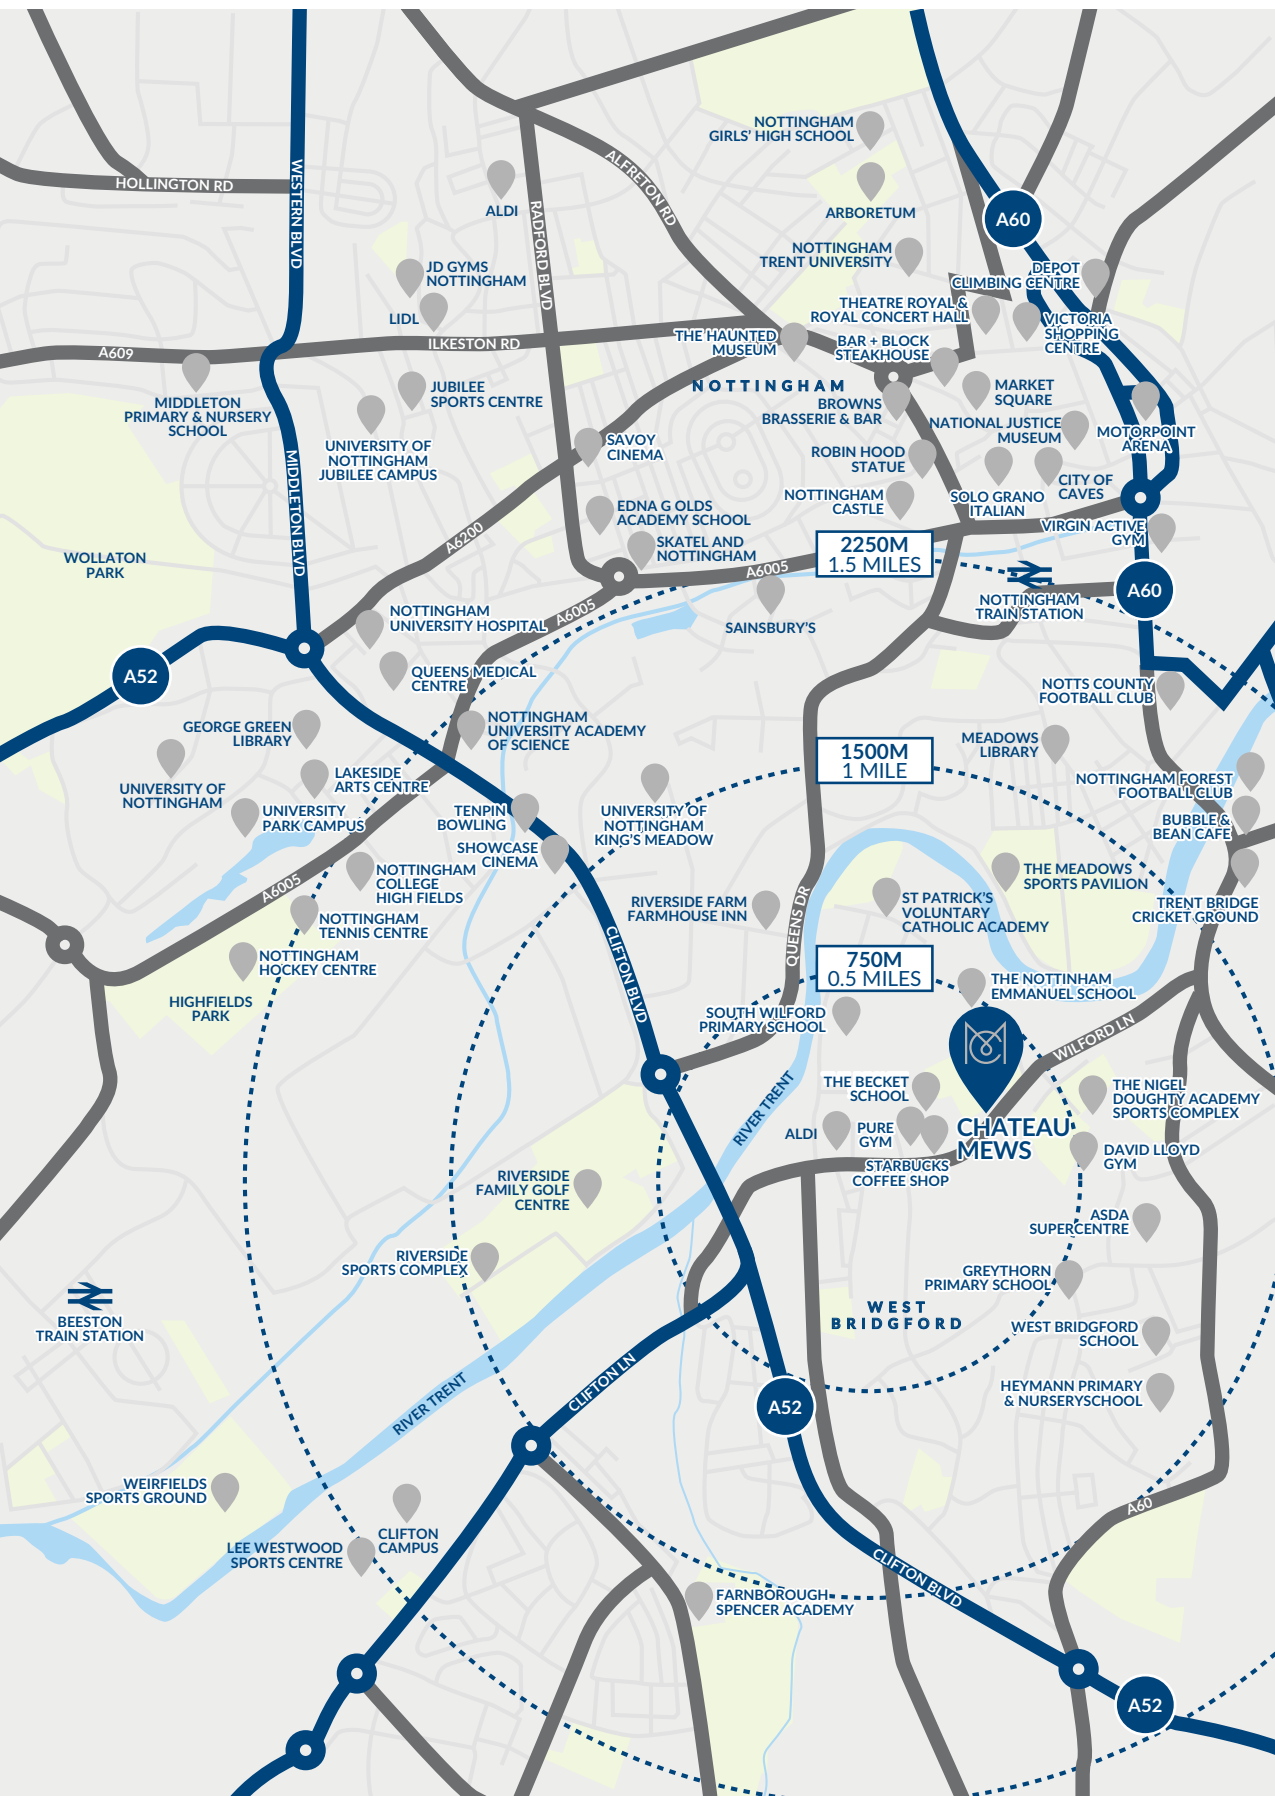 NOTTINGHAM
GIRLS' HIGH SCHOOL
ALFRETON RD
WESTERN BLVD
HOLLINGTON RD
ALDI
RADFORD BLVD
ARBORETUM
A60
NOTTINGHAM
TRENT UNIVERSITY
DEPOT
CLIMBING CENTRE
JD GYMS
NOTTINGHAM
LIDL
THEATRE ROYAL &
ROYAL CONCERT HALL
VICTORIA
SHOPPING
CENTRE
THE HAUNTED
MUSEUM
BAR + BLOCK
STEAKHOUSE
ILKESTON RD
A609
NOTTINGHAM
MARKET
SQUARE
JUBILEE
SPORTS CENTRE
MIDDLETON
PRIMARY & NURSERY
SCHOOL
BROWNS
BRASSERIE & BAR
NATIONAL JUSTICE
MUSEUM
MOTORPOINT
ARENA
UNIVERSITY OF
NOTTINGHAM
JUBILEE CAMPUS
SAVOY
CINEMA
ROBIN HOOD
STATUE
MIDDLETON BLVD
CITY OF
CAVES
SOLO GRANO
ITALIAN
NOTTINGHAM
CASTLE
EDNA G OLDS
ACADEMY SCHOOL
VIRGIN ACTIVE
GYM
A6200
SKATEL AND
NOTTINGHAM
2250M
1.5 MILES
WOLLATON
PARK
A6005
A60
NOTTINGHAM
TRAIN STATION
A6005
NOTTINGHAM
UNIVERSITY HOSPITAL
SAINSBURY'S
A52
QUEENS MEDICAL
CENTRE
NOTTS COUNTY
FOOTBALL CLUB
GEORGE GREEN
LIBRARY
NOTTINGHAM
UNIVERSITY ACADEMY
OF SCIENCE
MEADOWS
LIBRARY
1500M
1 MILE
LAKESIDE
ARTS CENTRE
NOTTINGHAM FOREST
FOOTBALL CLUB
UNIVERSITY OF
NOTTINGHAM
UNIVERSITY
PARK CAMPUS
TENPIN
BOWLING
UNIVERSITY OF
NOTTINGHAM
KING'S MEADOW
BUBBLE &
BEAN CAFE
SHOWCASE
CINEMA
NOTTINGHAM
COLLEGE
HIGH FIELDS
THE MEADOWS
SPORTS PAVILION
A6005
ST PATRICK'S
VOLUNTARY
CATHOLIC ACADEMY
RIVERSIDE FARM
FARMHOUSE INN
TRENT BRIDGE
CRICKET GROUND
QUEENS DR
NOTTINGHAM
TENNIS CENTRE
NOTTINGHAM
HOCKEY CENTRE
CLIFTON BLVD
750M
0.5 MILES
THE NOTTINHAM
EMMANUEL SCHOOL
HIGHFIELDS
PARK
SOUTH WILFORD
PRIMARY SCHOOL
WILFORD LN
THE BECKET
SCHOOL
THE NIGEL
DOUGHTY ACADEMY
SPORTS COMPLEX
RIVER TRENT
ALDI
PURE
GYM
CHATEAU
MEWS
DAVID LLOYD
GYM
STARBUCKS
COFFEE SHOP
RIVERSIDE
FAMILY GOLF
CENTRE
ASDA
SUPERCENTRE
RIVERSIDE
SPORTS COMPLEX
GREYTHORN
PRIMARY SCHOOL
WEST
BRIDGFORD
BEESTON
TRAIN STATION
WEST BRIDGFORD
SCHOOL
CLIFTON LN
HEYMANN PRIMARY
& NURSERYSCHOOL
RIVER TRENT
A52
WEIRFIELDS
SPORTS GROUND
A60
CLIFTON
CAMPUS
LEE WESTWOOD
SPORTS CENTRE
CLIFTON BLVD
FARNBOROUGH
SPENCER ACADEMY
A52